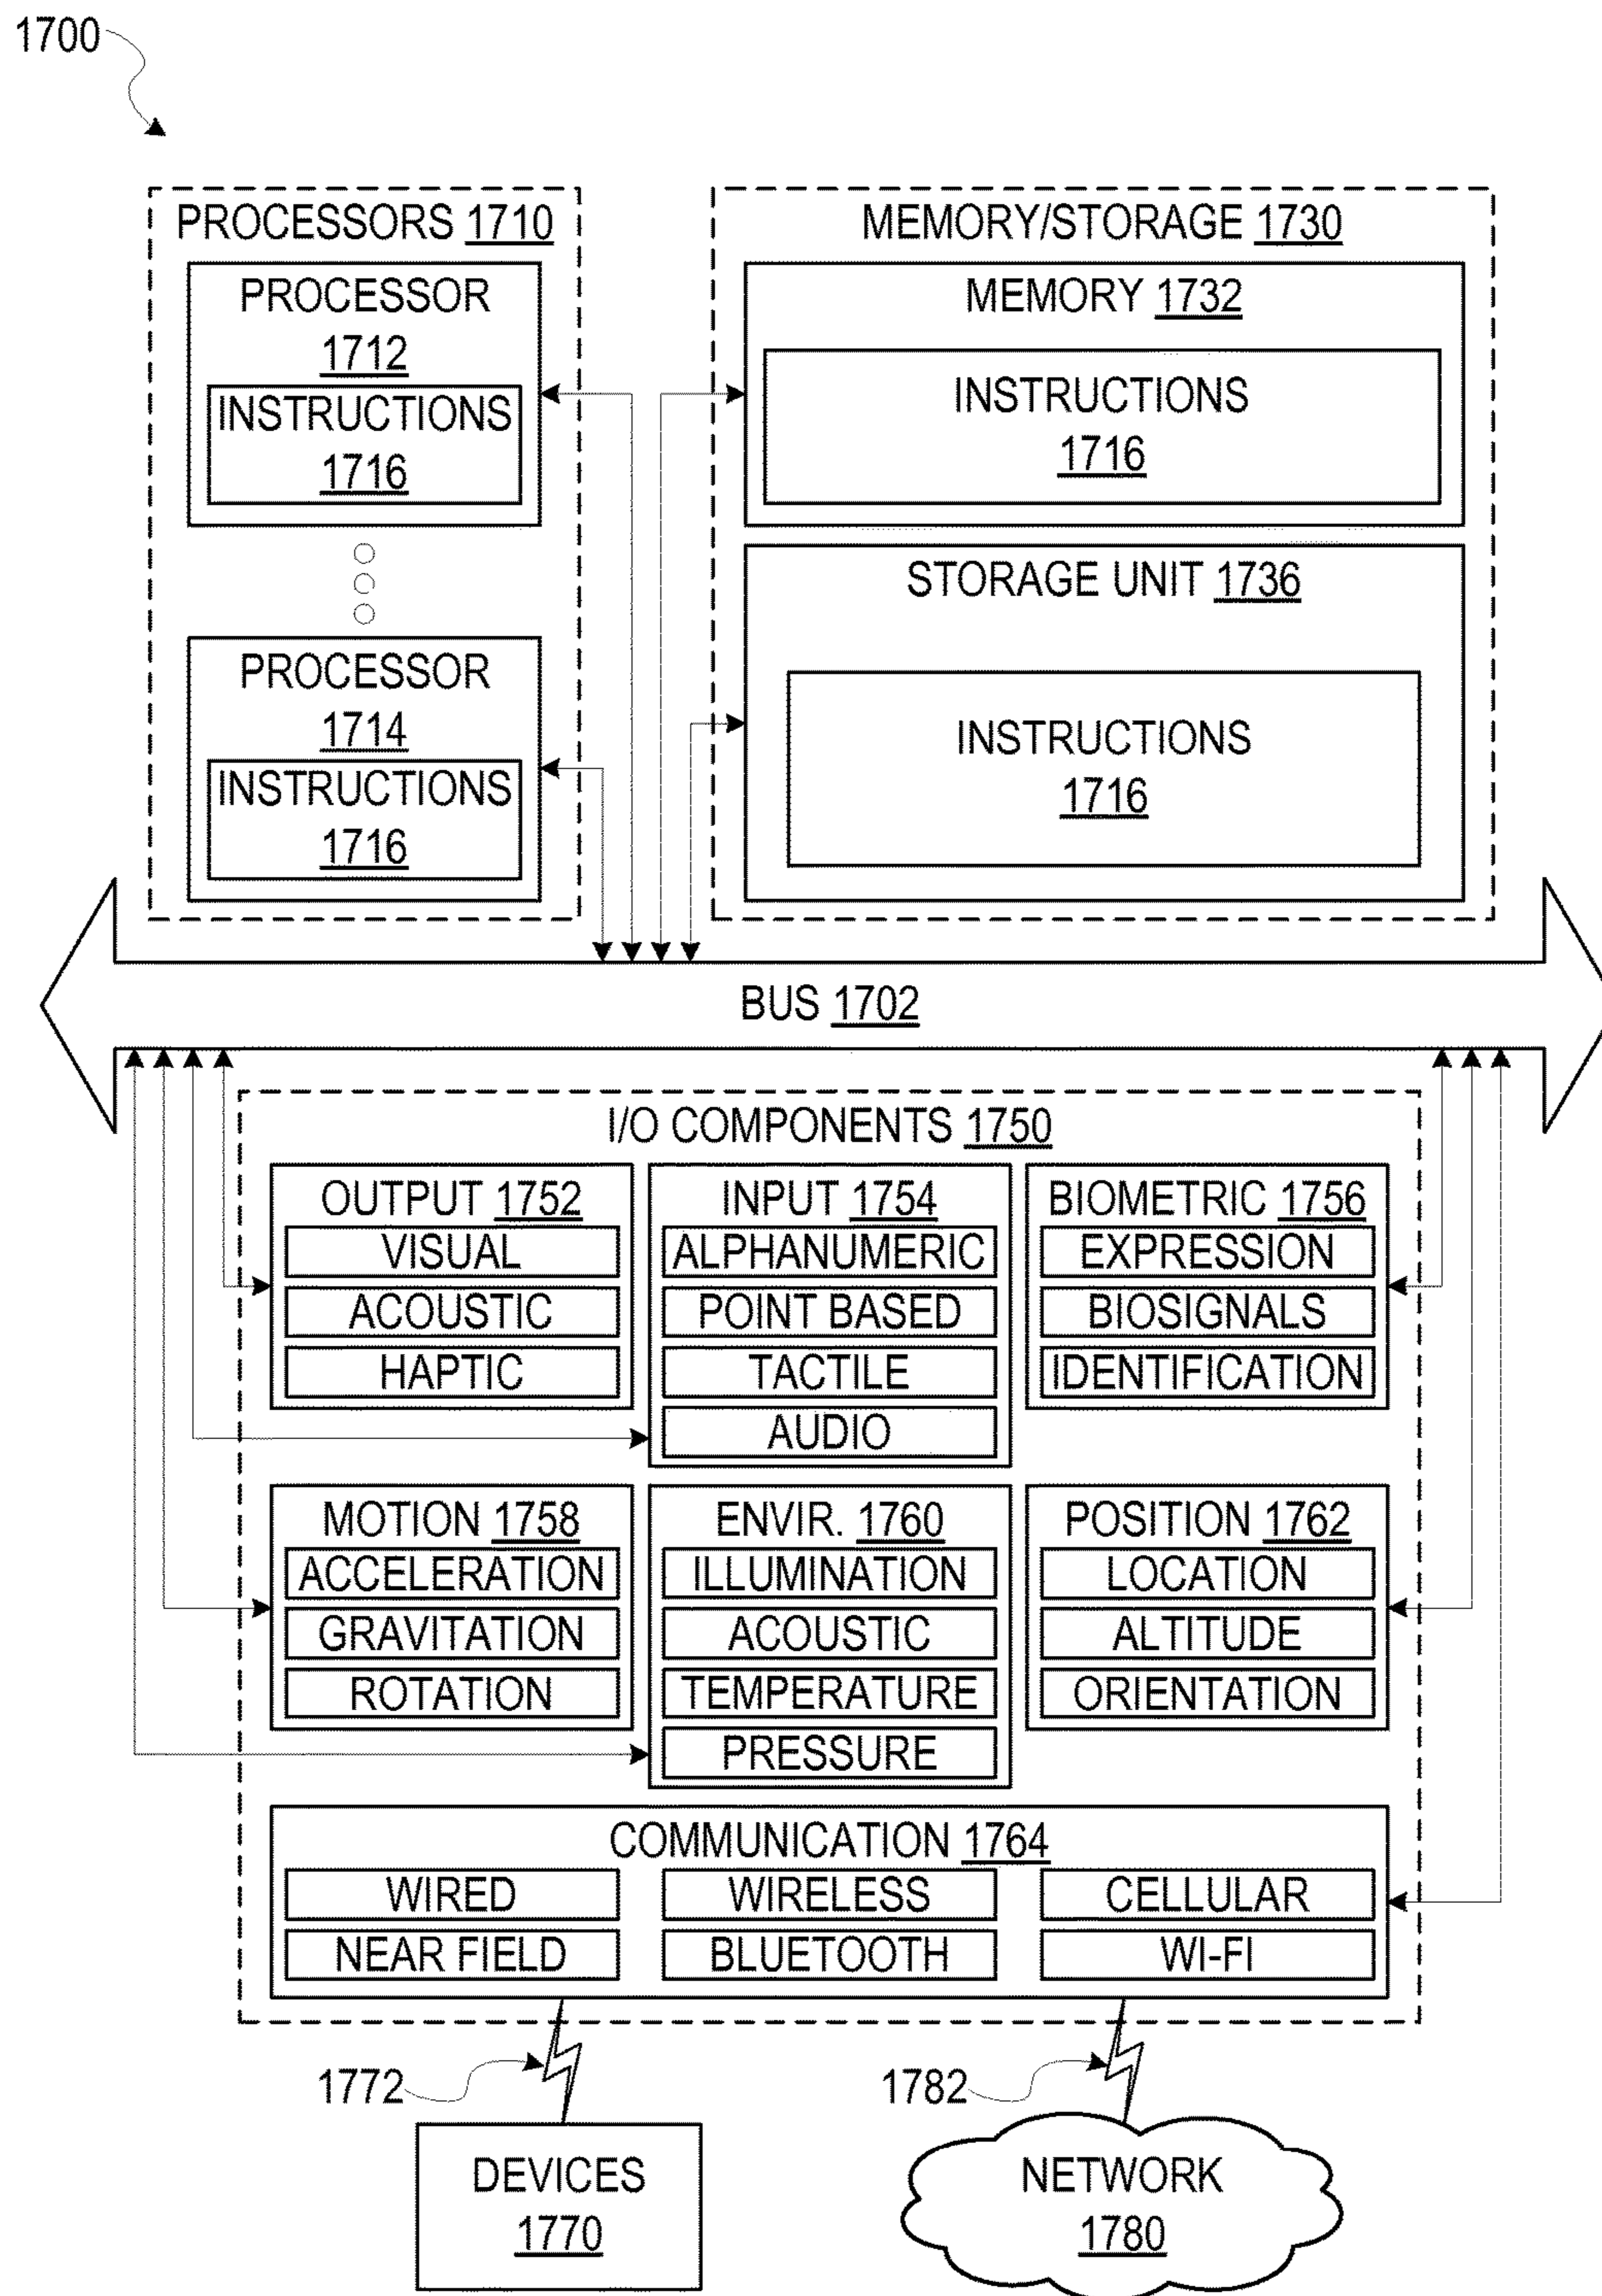 1700
PROCESSORS 1710
PROCESSOR
1712
INSTRUCTIONS
1716
PROCESSOR
1714
INSTRUCTIONS
1716
MEMORY/STORAGE 1730
MEMORY 1732
INSTRUCTIONS
1716
STORAGE UNIT 1736
INSTRUCTIONS
1716
BUS 1702
I/O COMPONENTS 1750
OUTPUT 1752
VISUAL
ACOUSTIC
HAPTIC
INPUT 1754
ALPHANUMERIC
POINT BASED
TACTILE
AUDIO
BIOMETRIC 1756
EXPRESSION
BIOSIGNALS
IDENTIFICATION
MOTION 1758
ACCELERATION
GRAVITATION
ROTATION
ENVIR. 1760
ILLUMINATION
ACOUSTIC
TEMPERATURE
PRESSURE
POSITION 1762
LOCATION
ALTITUDE
ORIENTATION
COMMUNICATION 1764
WIRED
WIRELESS
CELLULAR
NEAR FIELD
BLUETOOTH
WI-FI
1772
1782
DEVICES
1770
NETWORK
1780